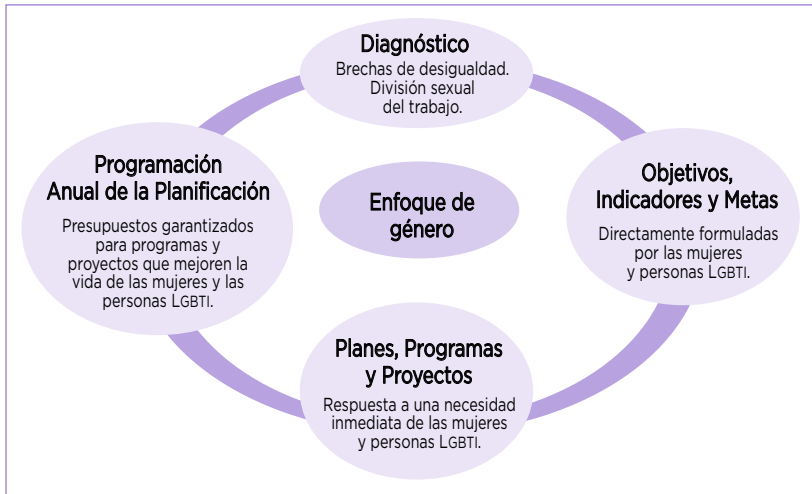 Diagnóstico
Brechas de desigualdad.
División sexual
del trabajo.
Programación
Anual de la Planificación
Presupuestos garantizados
para programas y
proyectos que mejoren la
vida de las mujeres y las
personas LGBTI.
Enfoque de
género
Objetivos,
Indicadores y Metas
Directamente formuladas
por las mujeres
y personas LGBTI.
Planes, Programas
y Proyectos
Respuesta a una necesidad
inmediata de las mujeres
y personas LGBTI.